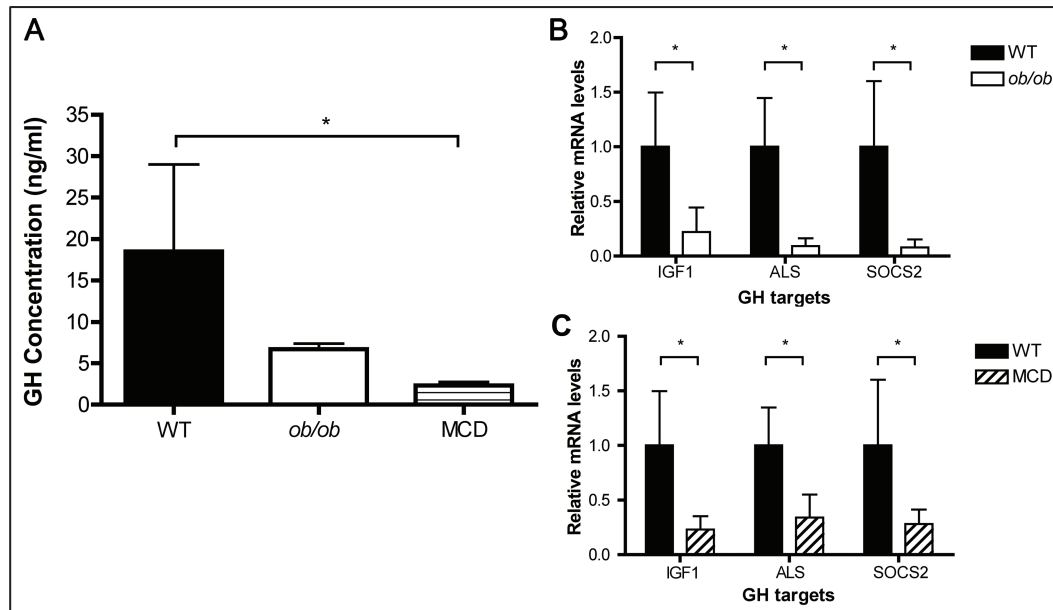 A
GH Concentration (ng/ml)
35
30
25
20
15
10
5
0
*
WT
ob/ob
MCD
B
Relative mRNA levels
2.0
1.5
1.0
0.5
0.0
*
*
*
IGF1
ALS
SOCS2
GH targets
WT
ob/ob
C
Relative mRNA levels
2.0
1.5
1.0
0.5
0.0
*
*
*
IGF1
ALS
SOCS2
GH targets
WT
MCD